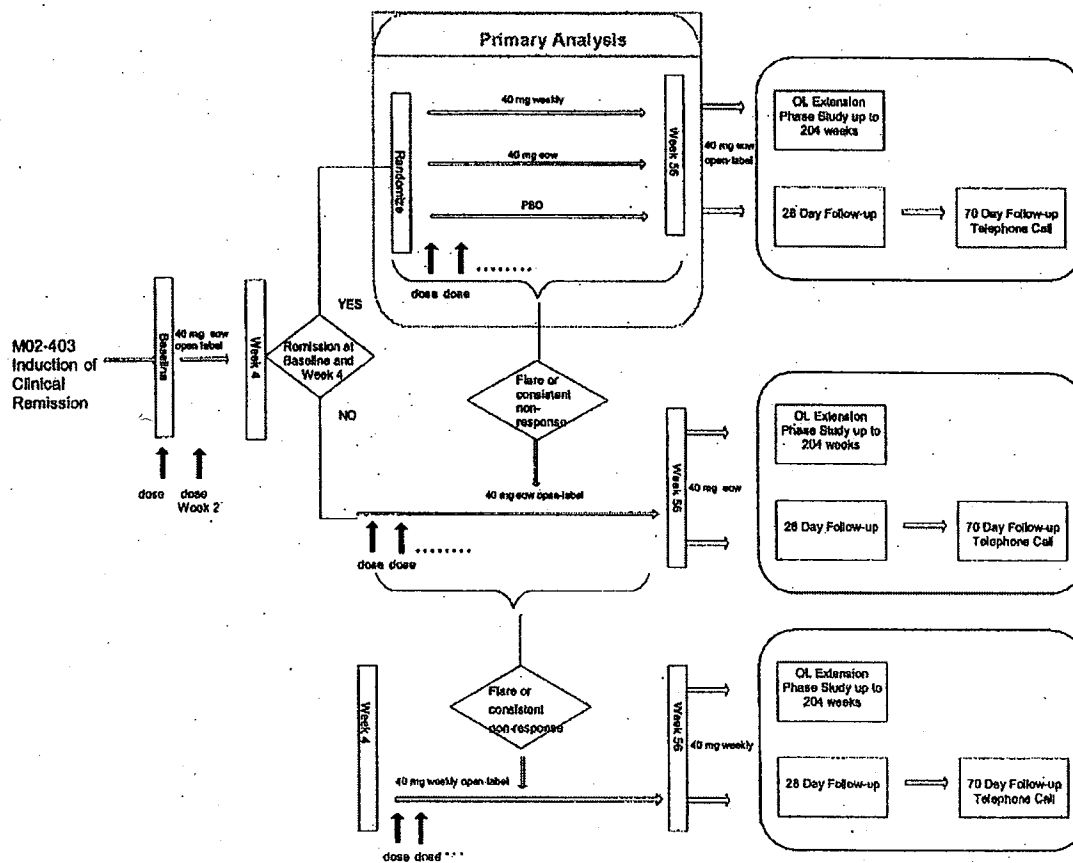 Primary Analysis
40 mg weekly
40 mg eow
PBO
Randomize
Week 56
dose dose ........
40 mg eow
open-label
OL Extension
Phase Study up to
204 weeks
28 Day Follow-up
70 Day Follow-up
Telephone Call
M02-403
Induction of
Clinical
Remission
Baseline
40 mg eow
open label
Week 4
dose
dose
Week 2
YES
Remission at
Baseline and
Week 4
NO
Flare or
consistent
non-
response
40 mg eow open-label
dose dose
........
Week 56
40 mg eow
OL Extension
Phase Study up to
204 weeks
28 Day Follow-up
70 Day Follow-up
Telephone Call
Week 4
Flare or
consistent
non-response
40 mg weekly open-label
dose dose ....
Week 56
40 mg weekly
OL Extension
Phase Study up to
204 weeks
28 Day Follow-up
70 Day Follow-up
Telephone Call